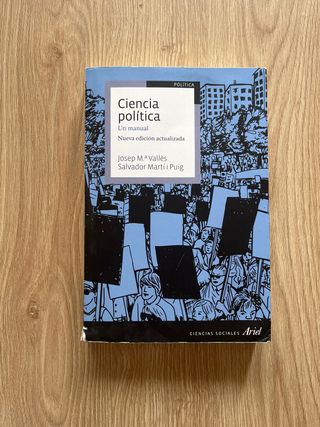 POLÍTICA
Ciencia
política
Un manual
Nueva edición actualizada
Josep M.ª Vallès
Salvador Martí i Puig
CIENCIAS SOCIALES Ariel